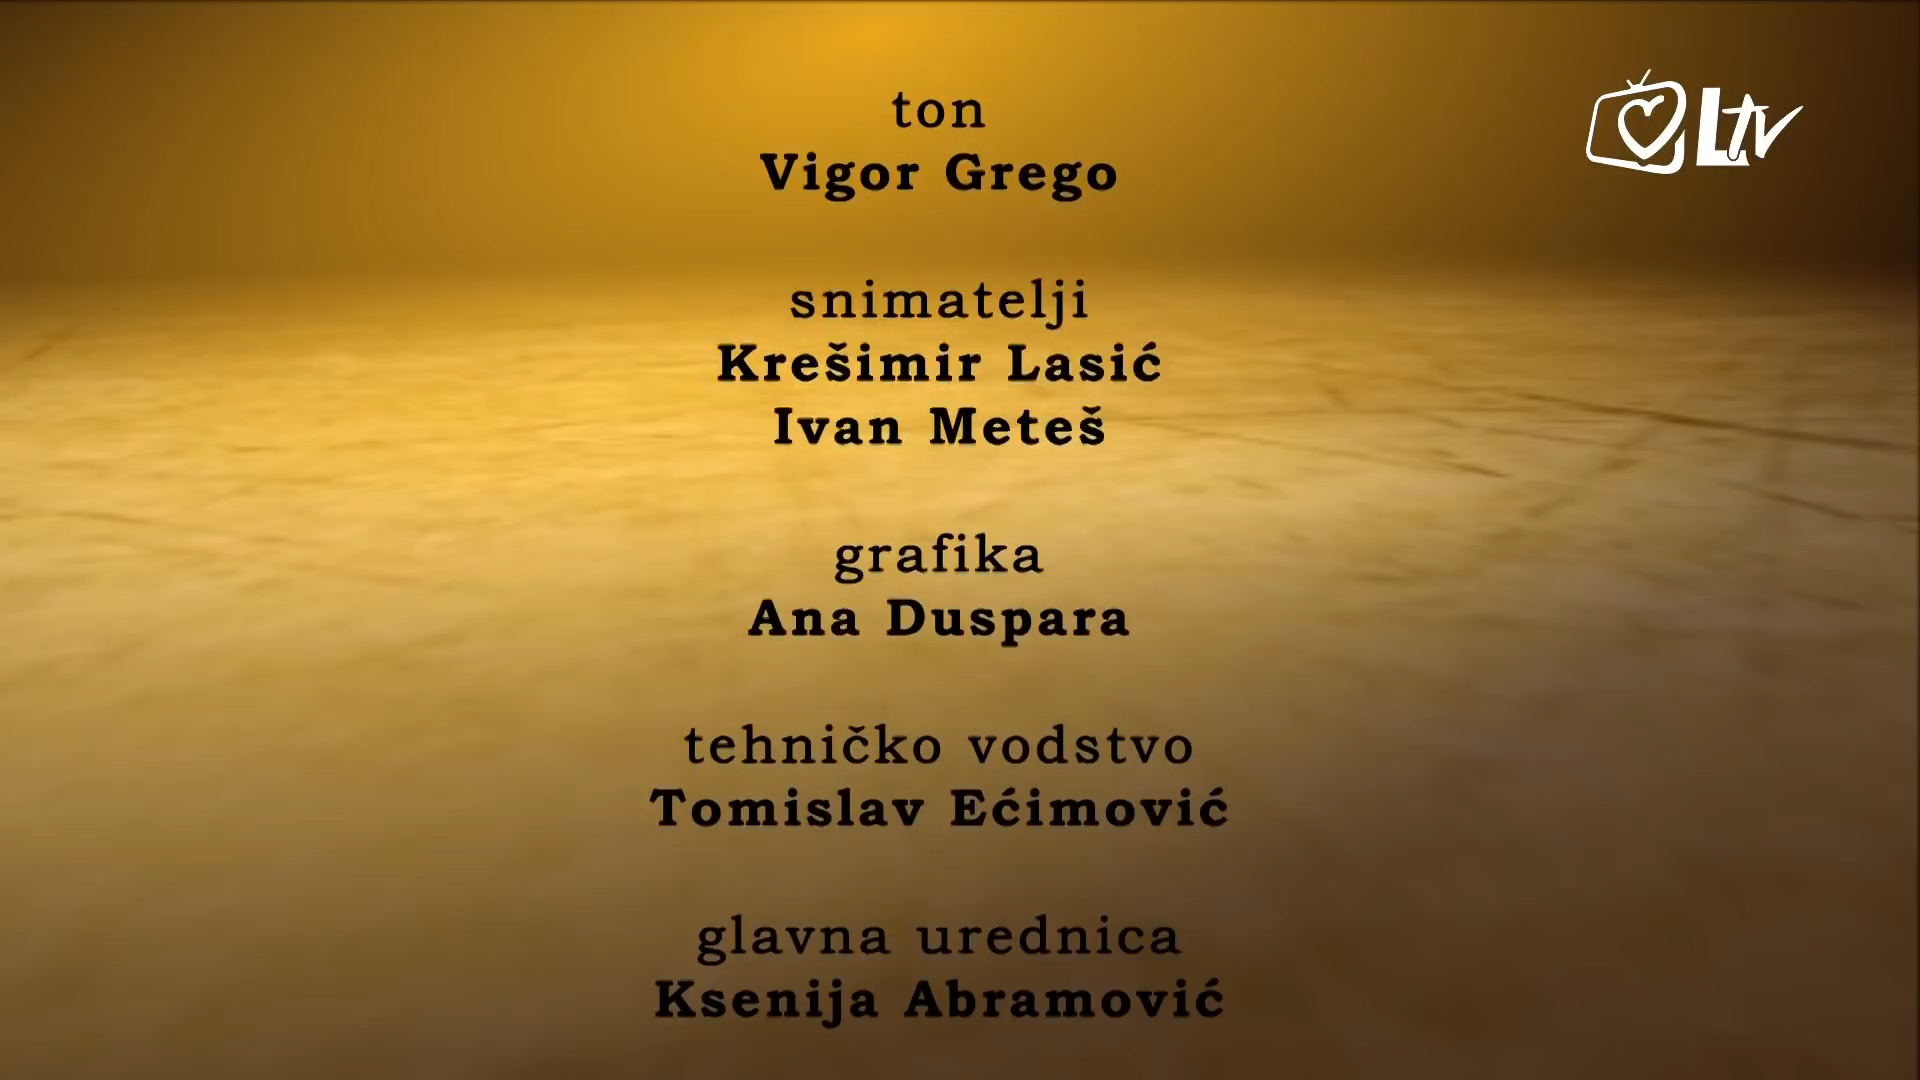 ton
Vigor Grego
LTV
snimatelji
Krešimir Lasić
Ivan Meteš
grafika
Ana Duspara
tehničko vodstvo
Tomislav Ećimović
glavna urednica
Ksenija Abramović